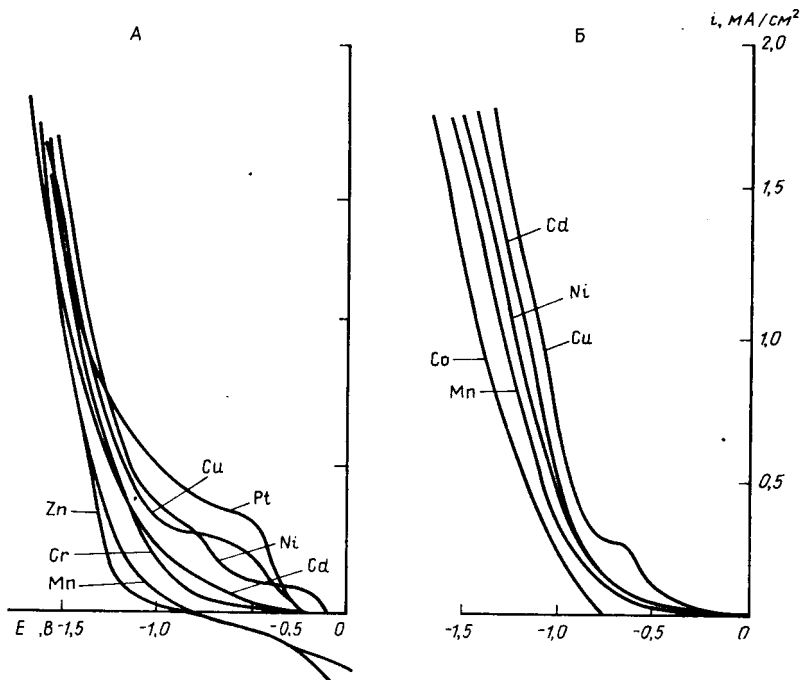 А
Б
i, мА/см²
2,0
1,5
1,0
0,5
Cu
Pt
Zn
Ni
Cr
Cd
Mn
E ,В -1,5 -1,0 -0,5 0
Cd
Ni
Cu
Co
Mn
-1,5 -1,0 -0,5 0